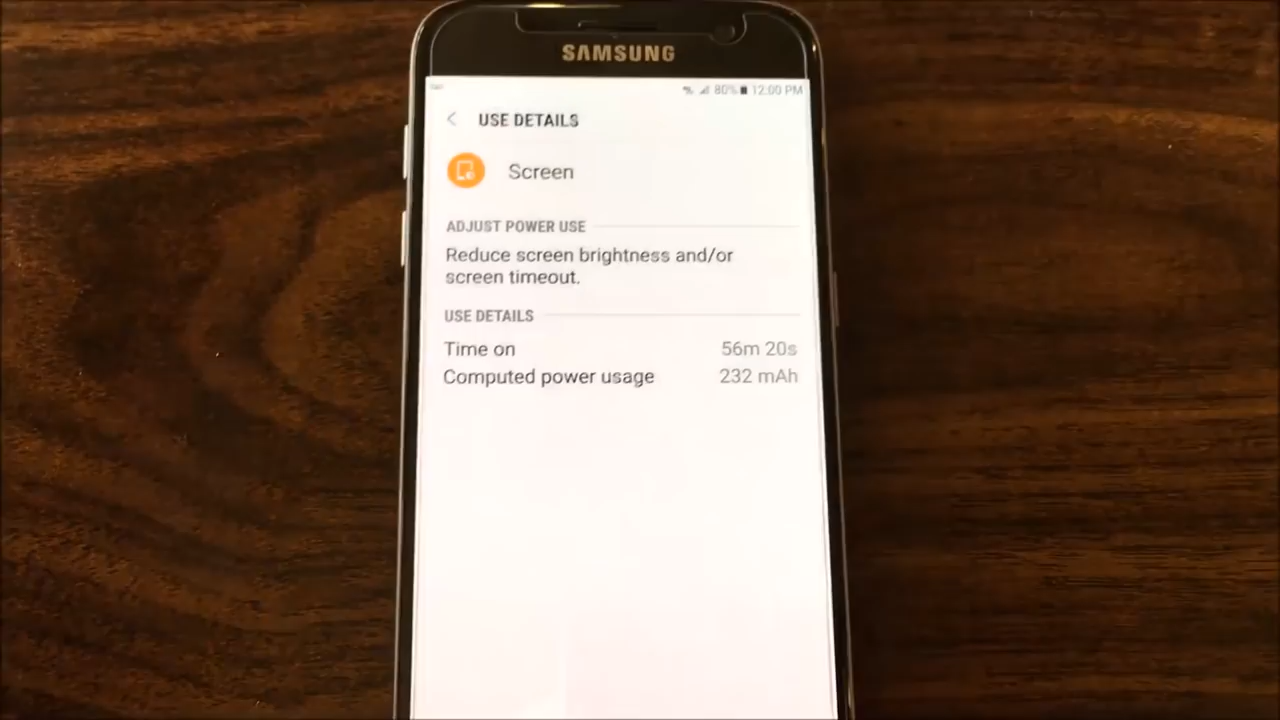 SAMSUNG
80% 12:00 PM
USE DETAILS
Screen
ADJUST POWER USE
Reduce screen brightness and/or
screen timeout.
USE DETAILS
Time on 56m 20s
Computed power usage 232 mAh